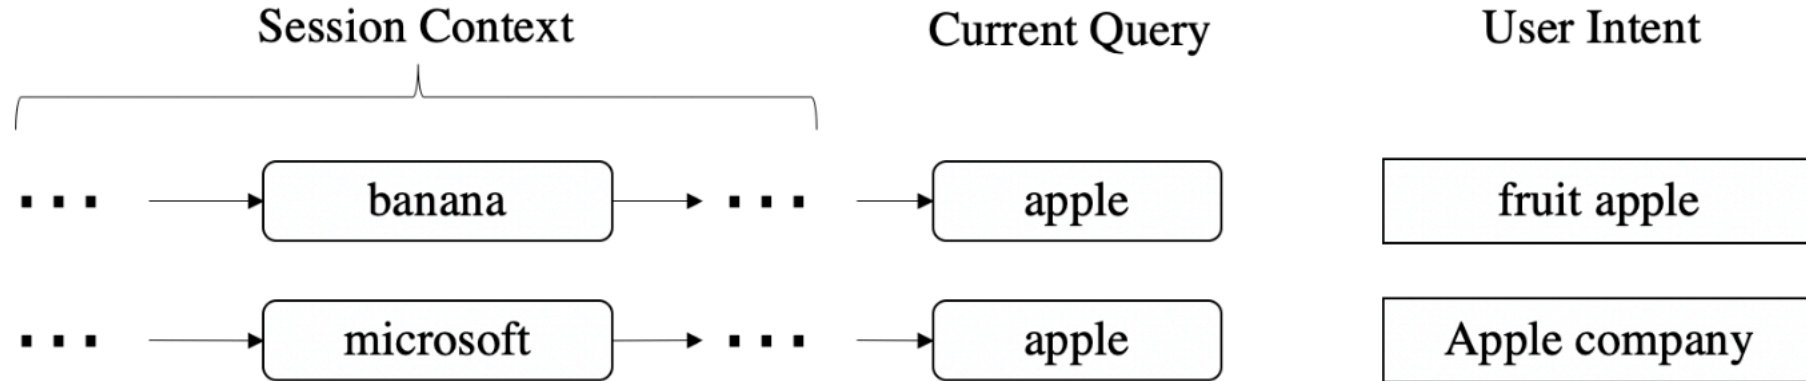 Session Context Current Query User Intent
... banana ... apple fruit apple
... microsoft ... apple Apple company